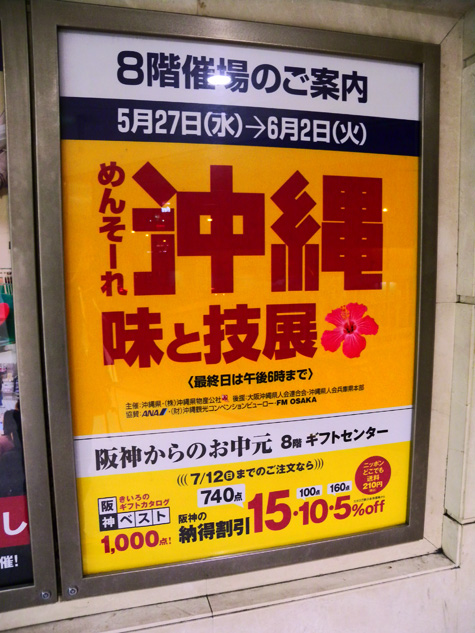 8階催場のご案内
5月27日(水)→6月2日(火)
めんそーれ
沖縄
味と技展
〈最終日は午後6時まで〉
主催:沖縄県・(株)沖縄県物産公社 後援:大阪沖縄県人会連合会・沖縄県人会兵庫県本部
協賛:ANA・(財)沖縄観光コンベンションビューロー・FM OSAKA
阪神からのお中元 8階 ギフトセンター
(((7/12日までのご注文なら)))
ニッポン
どこでも
送料
210円
きいろの
ギフトカタログ
阪神ベスト
1,000点!
740点 100点 160点
阪神の
納得割引 15・10・5%off
し
催!